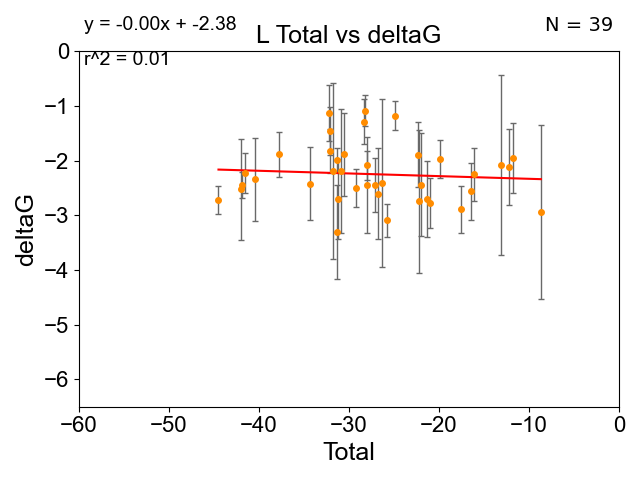 y = -0.00x + -2.38
N = 39
L Total vs deltaG
r^2 = 0.01
0
−1
−2
−3
−4
−5
−6
deltaG
−60
−50
−40
−30
−20
−10
0
Total